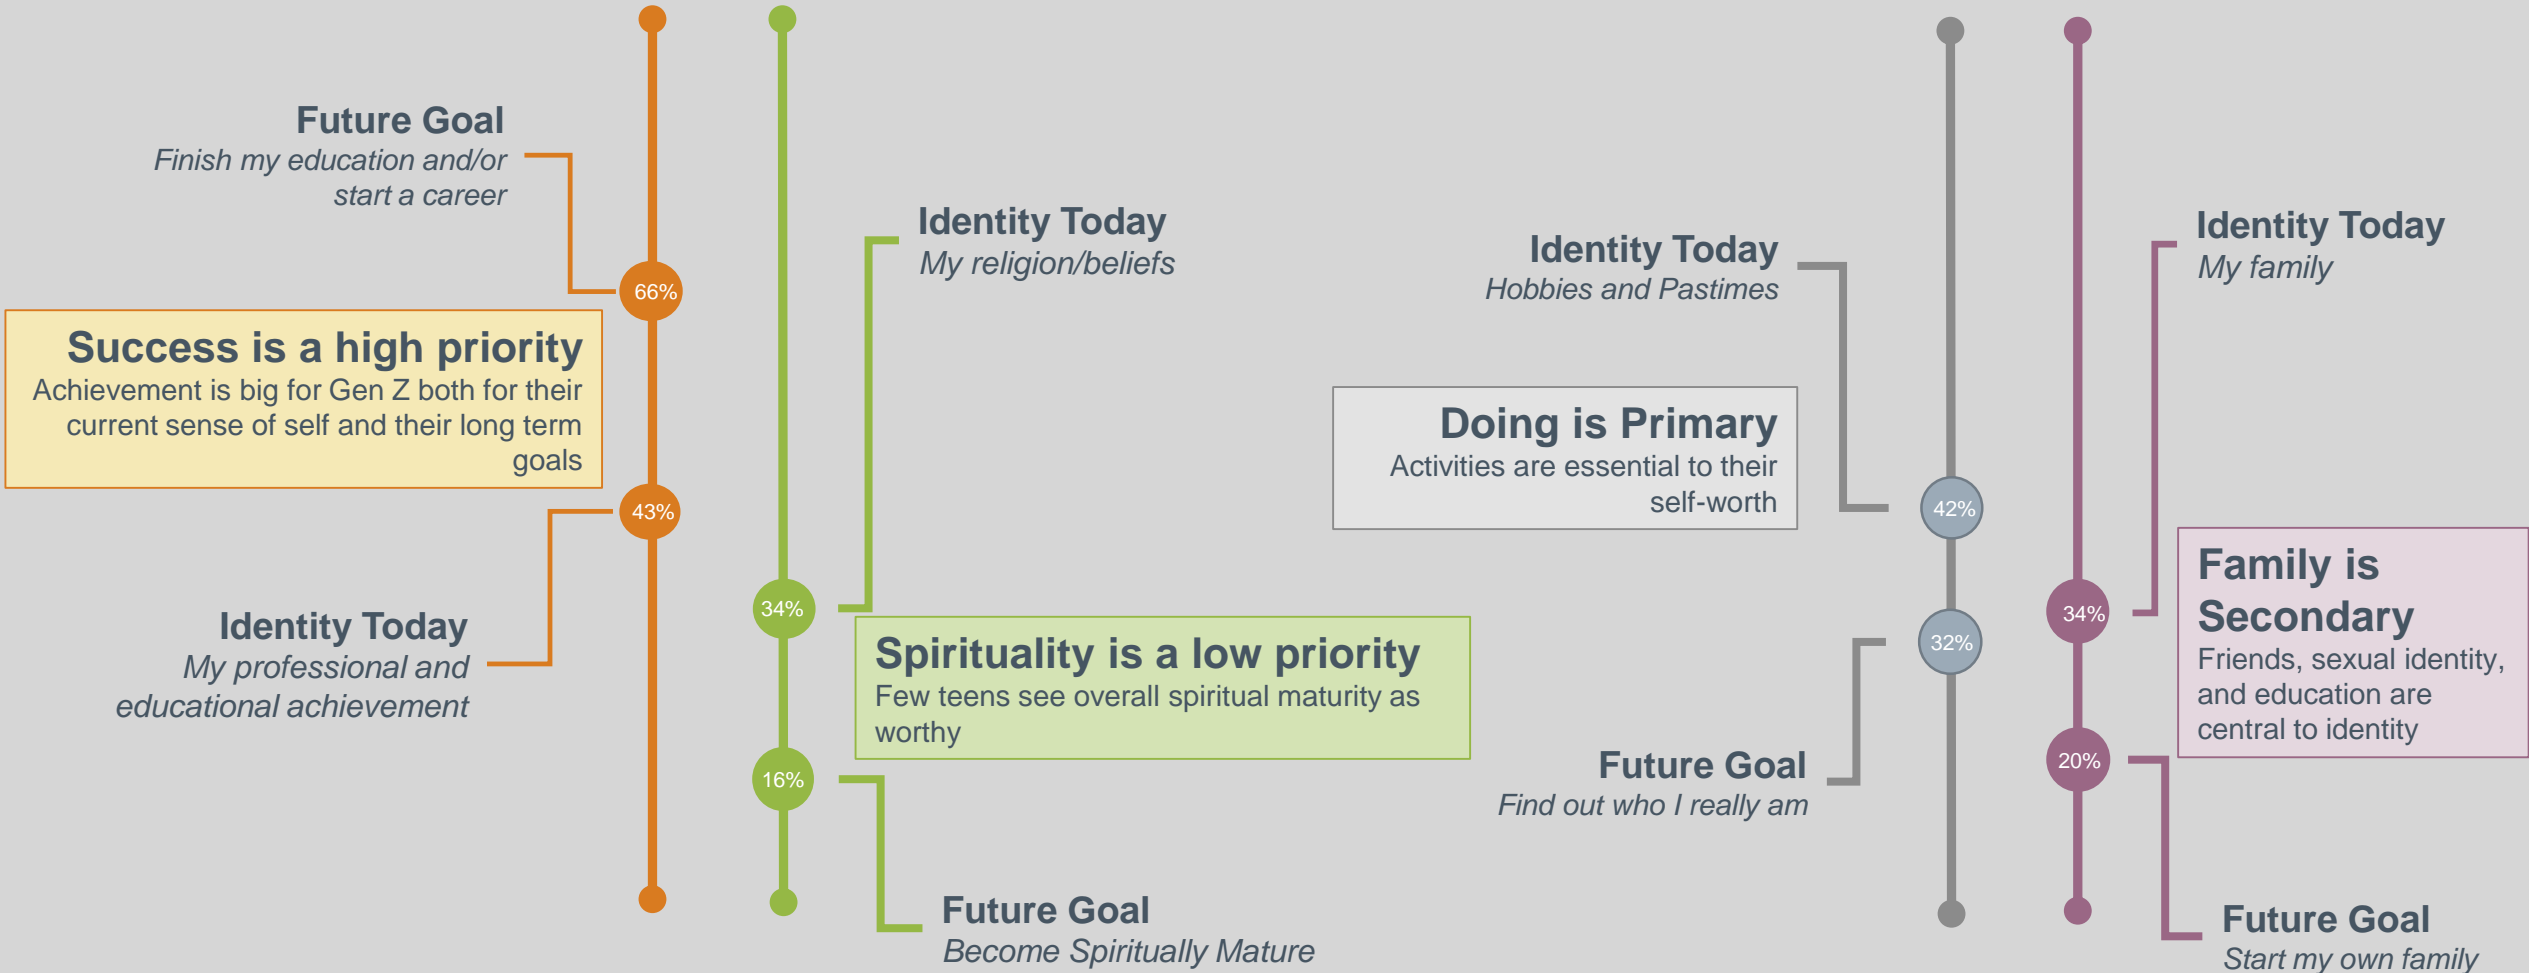 Future Goal
Finish my education and/or
start a career
66%
Success is a high priority
Achievement is big for Gen Z both for their
current sense of self and their long term
goals
43%
Identity Today
My professional and
educational achievement
Identity Today
My religion/beliefs
34%
Spirituality is a low priority
Few teens see overall spiritual maturity as
worthy
16%
Future Goal
Become Spiritually Mature
Identity Today
Hobbies and Pastimes
Doing is Primary
Activities are essential to their
self-worth
42%
32%
Future Goal
Find out who I really am
Identity Today
My family
34%
Family is
Secondary
Friends, sexual identity,
and education are
central to identity
20%
Future Goal
Start my own family